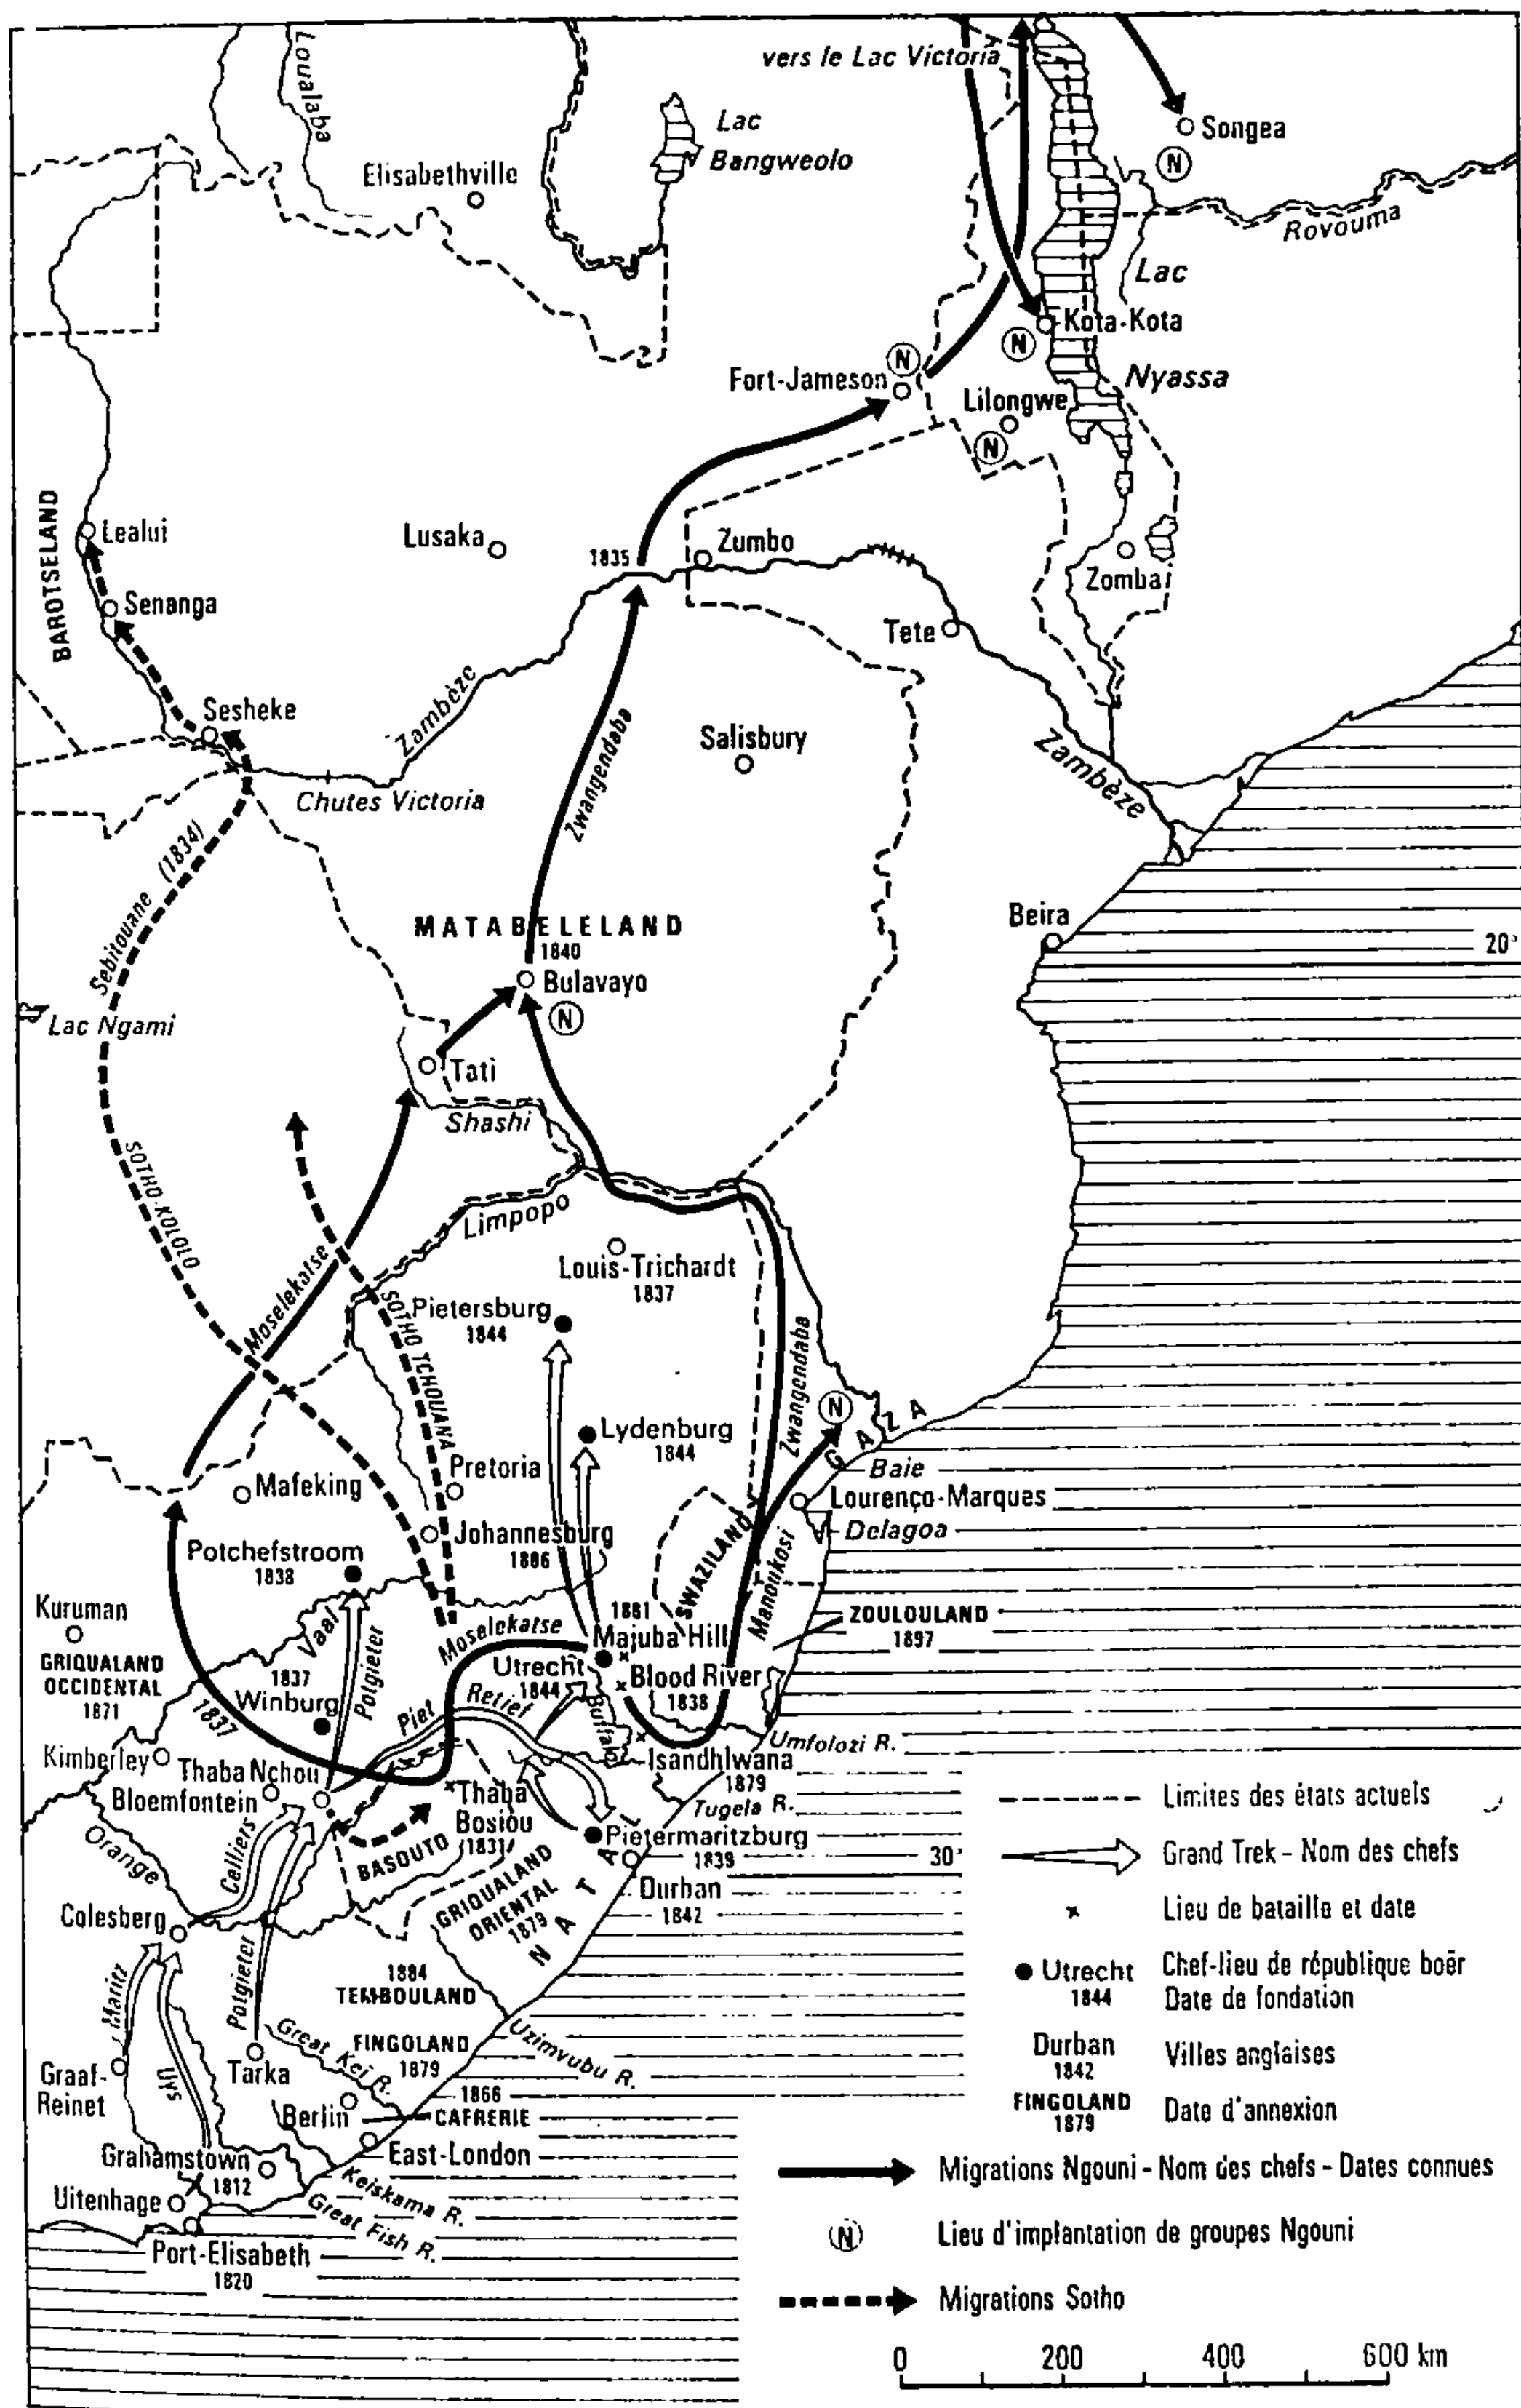 vers le Lac Victoria
Loualaba
Lac
Bangweolo
Songea
N
Elisabethville
Rovouma
Lac
Nyassa
Kota-Kota
N
N
Fort-Jameson
Lilongwe
N
BAROTSELAND
Lealui
Lusaka
1835
Zumbo
Zomba
Senanga
Tete
Sesheke
Zambèze
Zwangendaba
Salisbury
Zambèze
Chutes Victoria
Sebitouane (1834)
MATABELELAND
1840
Bulavayo
N
Beira
20°
Lac Ngami
Tati
Shashi
SOTHO-KOLOLO
Limpopo
Louis-Trichardt
1837
Moselekatse
SOTHO TCHOUANA
Pietersburg
1844
Zwangendaba
N
GAZA
Lydenburg
1844
Baie
Delagoa
Mafeking
Pretoria
Lourenço-Marques
Johannesburg
1886
SWAZILAND
Manoukosi
Potchefstroom
1838
Kuruman
Vaal
Moselekatse
1881
Majuba Hill
ZOULOULAND
1897
GRIQUALAND
OCCIDENTAL
1871
1837
Winburg
Potgieter
Utrecht
1844
Blood River
1838
1837
Piet Retief
Buffalo
Umfolozi R.
Kimberley
Thaba Nchou
Bloemfontein
Isandhlwana
1879
Thaba
Bosiou
(1831)
Tugela R.
Orange
Celliers
BASOUTO
Pietermaritzburg
1839
30°
Colesberg
GRIQUALAND
ORIENTAL
1879
NATAL
Durban
1842
Maritz
Potgieter
1884
TEMBOULAND
Uzimvubu R.
Graaf-
Reinet
Uys
Tarka
Great Kei R.
FINGOLAND
1879
1866
CAFRERIE
Berlin
East-London
Grahamstown
1812
Keiskama R.
Uitenhage
Great Fish R.
Port-Elisabeth
1820
Limites des états actuels
Grand Trek - Nom des chefs
Lieu de bataille et date
Utrecht
1844
Chef-lieu de république boër
Date de fondation
Durban
1842
Villes anglaises
FINGOLAND
1879
Date d'annexion
Migrations Ngouni - Nom des chefs - Dates connues
N
Lieu d'implantation de groupes Ngouni
Migrations Sotho
0 200 400 600 km